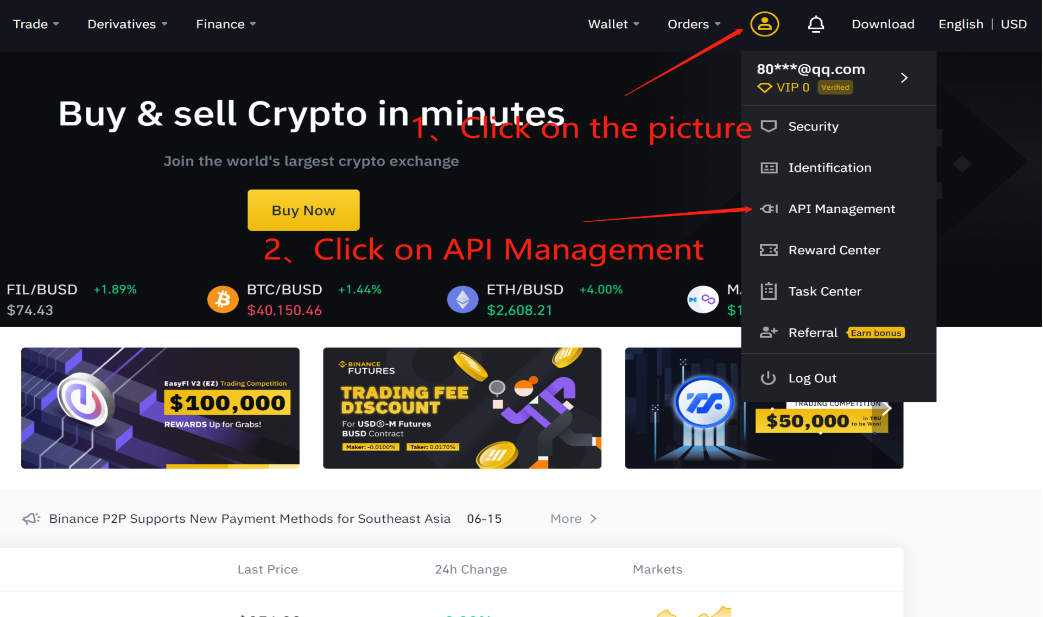 Trade Derivatives Finance Wallet Orders Download English | USD
80***@qq.com
VIP 0 Verified
Buy & sell Crypto in minutes
1、Click on the picture
Security
Join the world's largest crypto exchange
Identification
Buy Now
API Management
2、Click on API Management
Reward Center
FIL/BUSD +1.89% BTC/BUSD +1.44% ETH/BUSD +4.00%
$74.43 $40,150.46 $2,608.21
Task Center
Referral Earn bonus
Log Out
EasyFi V2 (EZ) Trading Competition
$100,000
REWARDS Up for Grabs!
BINANCE
FUTURES
TRADING FEE
DISCOUNT
For USDⓈ-M Futures
BUSD Contract
Maker: -0.0100% Taker: 0.0170%
TRADING COMPETITION
$50,000 in TRU
to be Won!
Binance P2P Supports New Payment Methods for Southeast Asia 06-15 More
Last Price 24h Change Markets